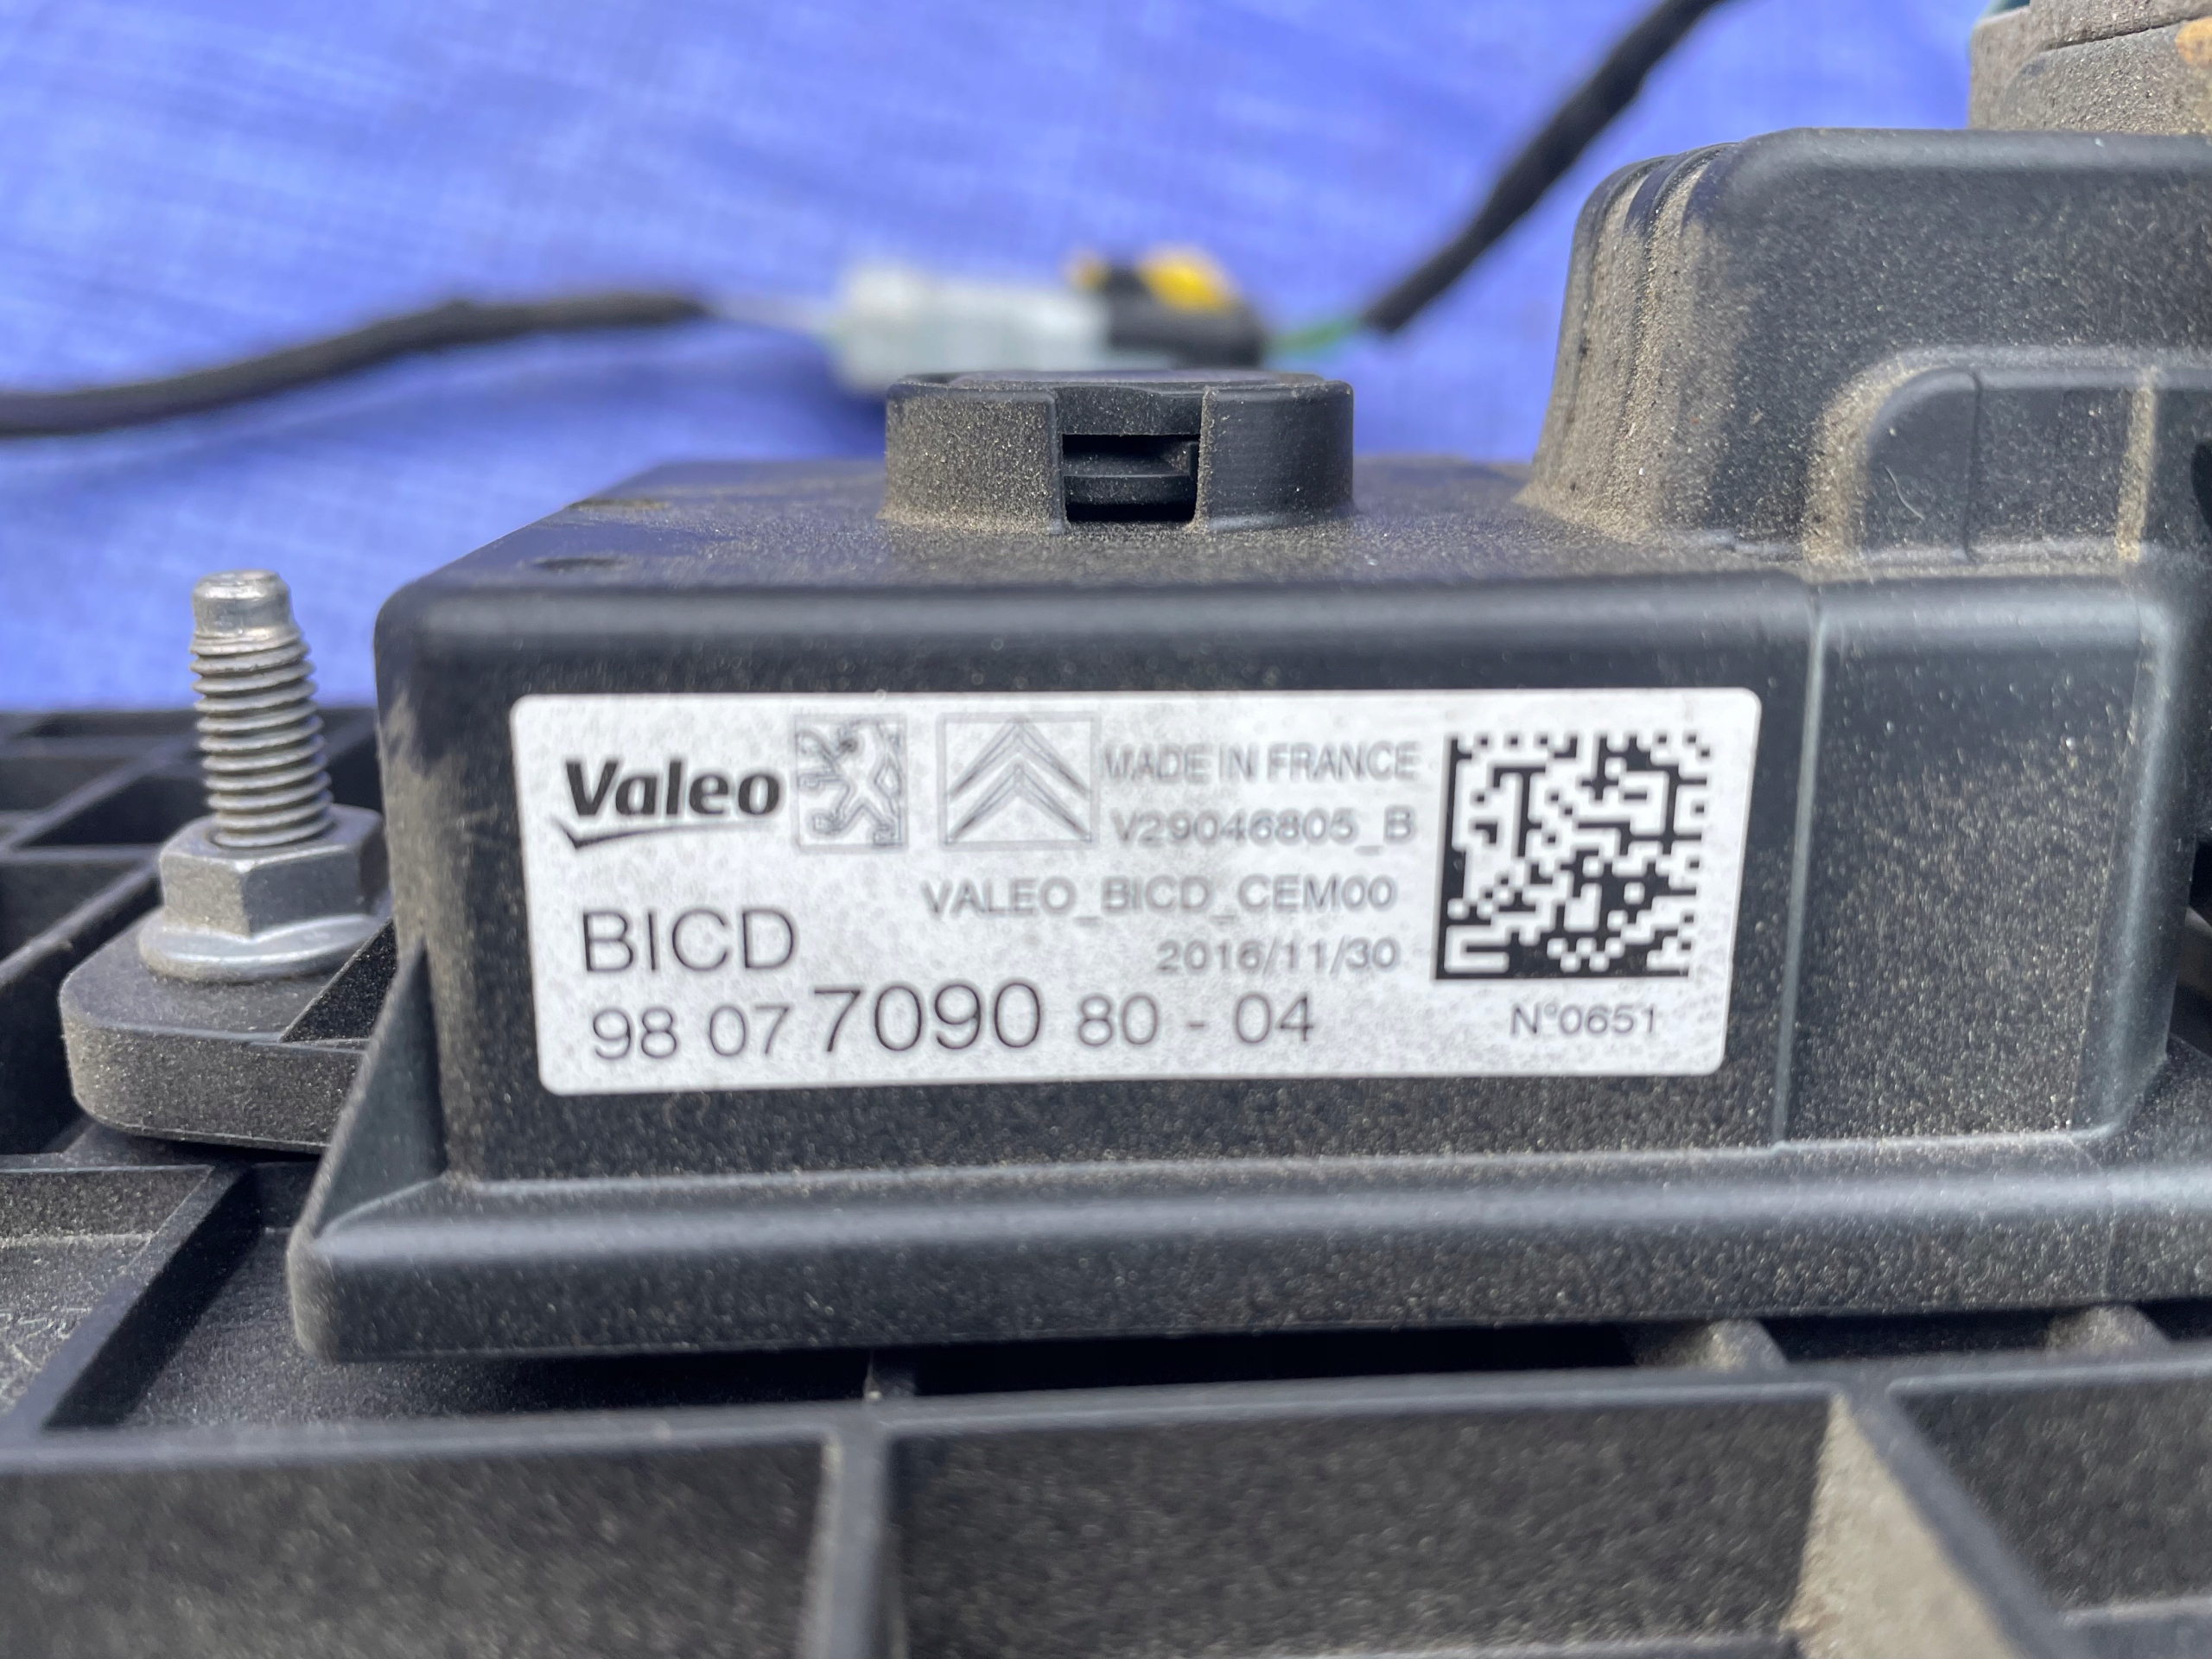 Valeo
MADE IN FRANCE
V29046805_B
VALEO_BICD_CEM00
BICD
2016/11/30
98 07 7090 80 - 04
N°0651